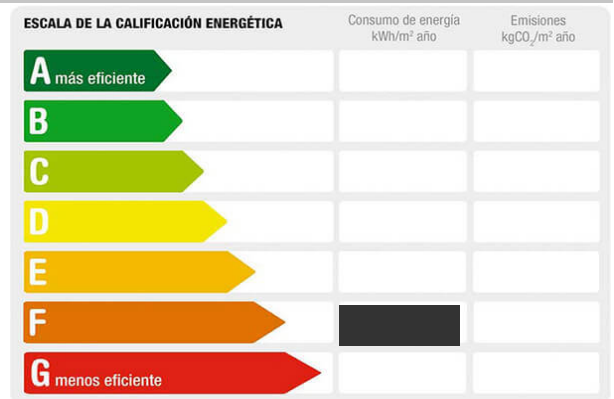 ESCALA DE LA CALIFICACIÓN ENERGÉTICA
Consumo de energía
kWh/m² año
Emisiones
kgCO₂/m² año
A más eficiente
B
C
D
E
F
G menos eficiente